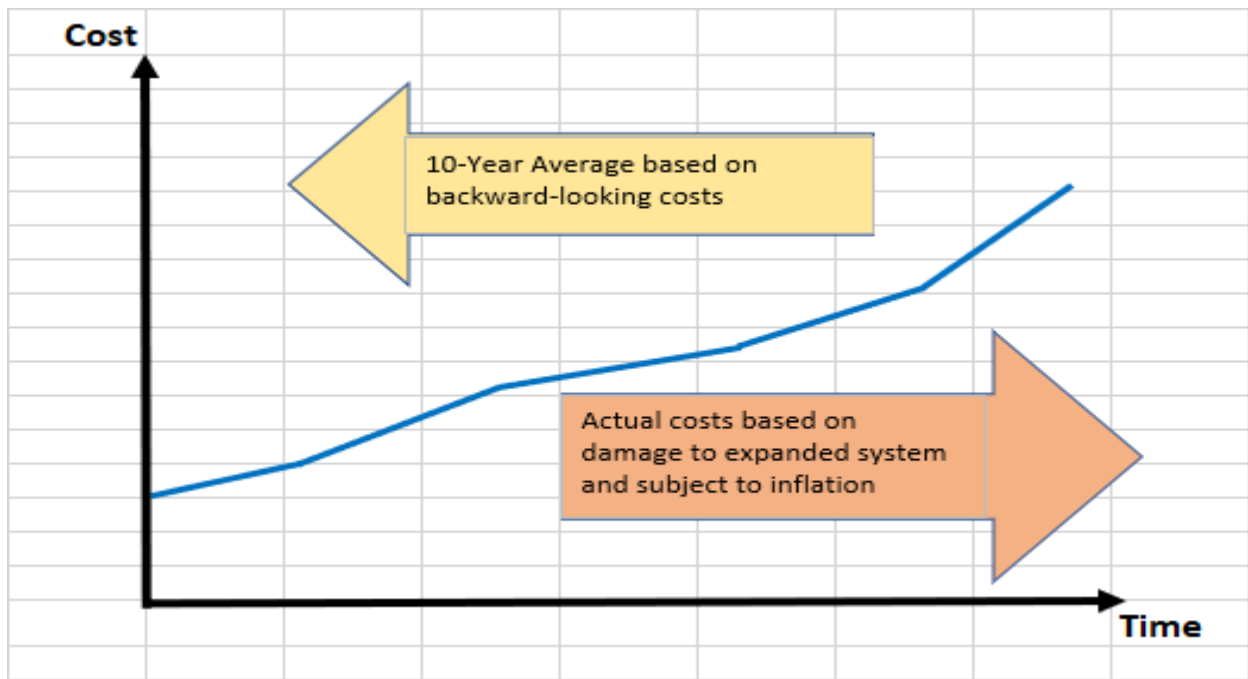 Cost
10-Year Average based on
backward-looking costs
Actual costs based on
damage to expanded system
and subject to inflation
Time